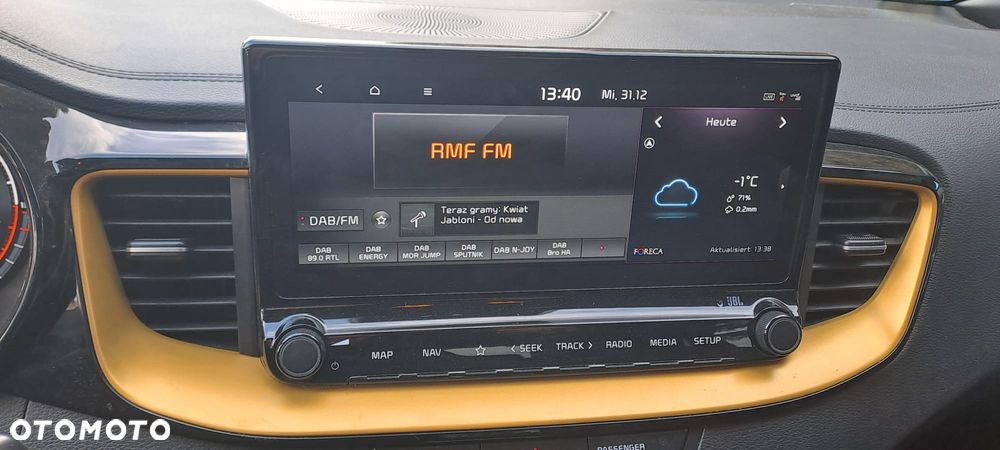 13:40 Mi, 31.12
LIVE
RMF FM
DAB/FM
Teraz gramy: Kwiat
Jabloni - Od nowa
DAB
89.0 RTL
DAB
ENERGY
DAB
MDR JUMP
DAB
SPUTNIK
DAB N-JOY
DAB
Bro HA
Heute
-1°C
71%
0.2mm
FORECA
Aktualisiert 13:38
JBL
MAP NAV SEEK TRACK RADIO MEDIA SETUP
PASSENGER
OTOMOTO